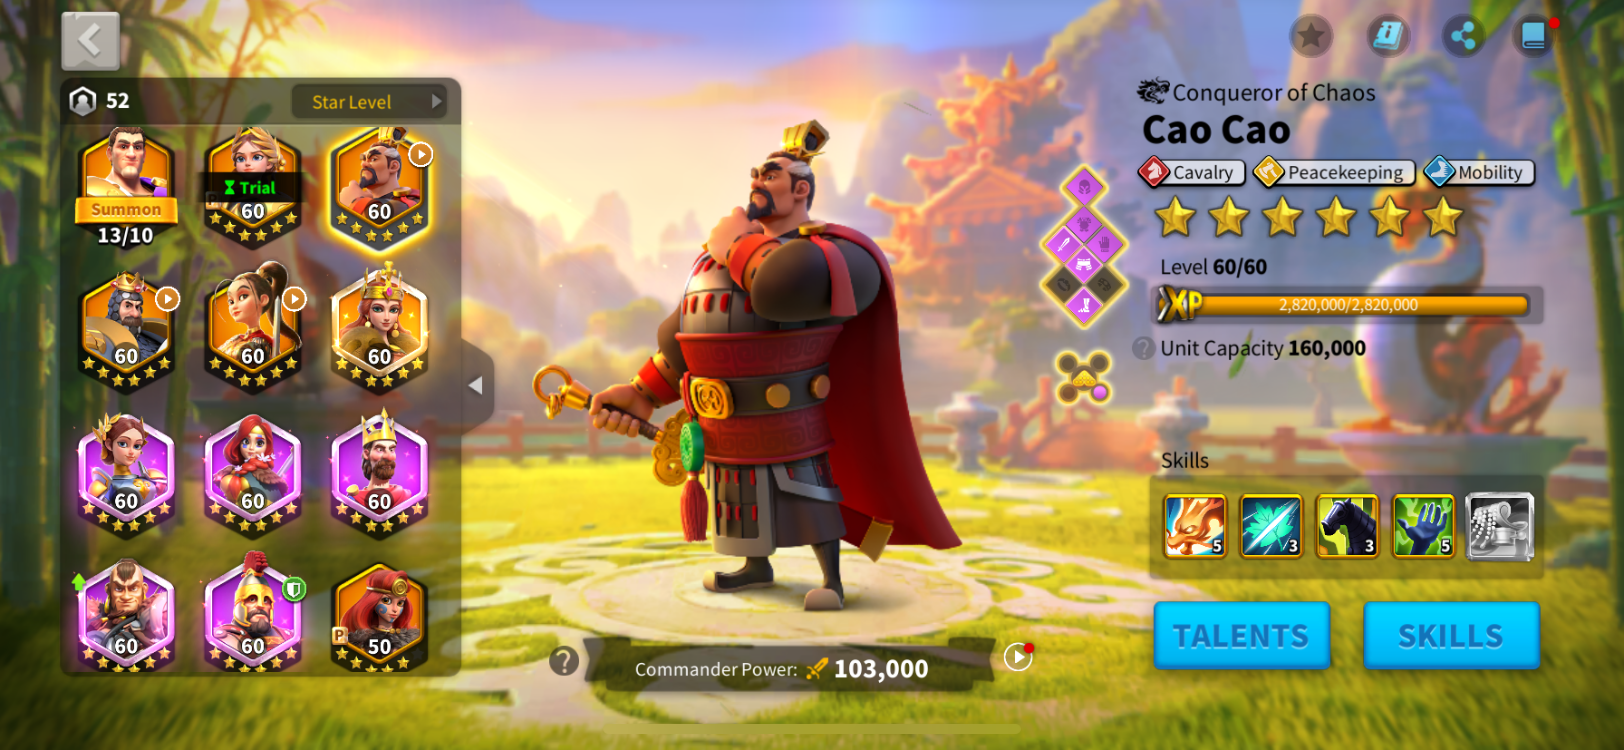 52
Star Level
Summon
13/10
Trial
60
60
60
60
60
60
60
60
60
60
P
50
Conqueror of Chaos
Cao Cao
Cavalry
Peacekeeping
Mobility
Level 60/60
XP
2,820,000/2,820,000
? Unit Capacity 160,000
Skills
5
3
3
5
TALENTS
SKILLS
?
Commander Power: 103,000